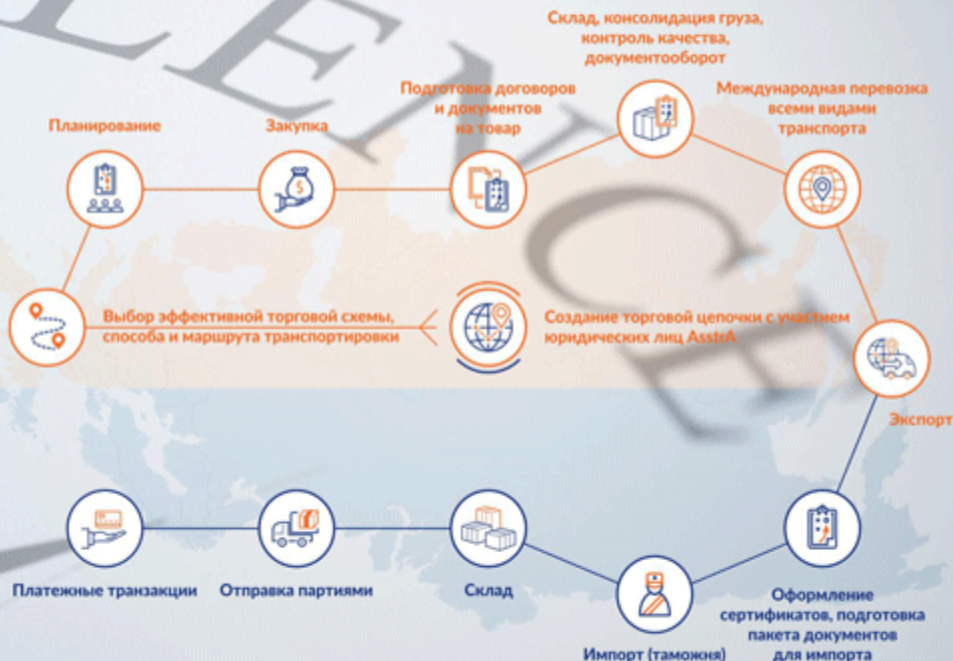 Склад, консолидация груза,
контроль качества,
документооборот
Подготовка договоров
и документов
на товар
Международная перевозка
всеми видами
транспорта
Планирование
Закупка
$
Выбор эффективной торговой схемы,
способа и маршрута транспортировки
Создание торговой цепочки с участием
юридических лиц AsstrA
Экспорт
Платежные транзакции
Отправка партиями
Склад
Оформление
сертификатов, подготовка
пакета документов
для импорта
Импорт (таможня)